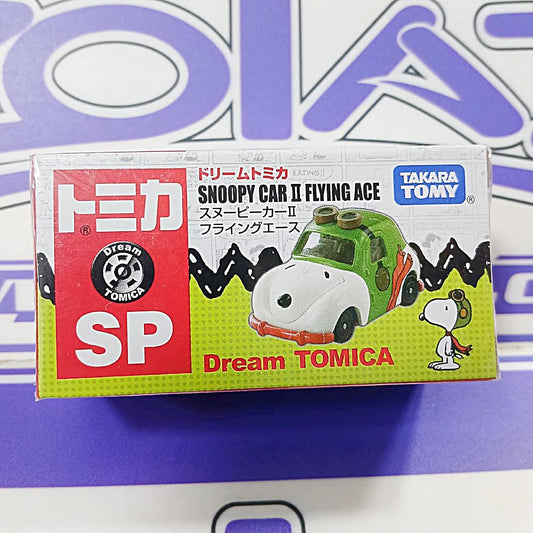 トミカ
®
Dream
TOMICA
SP
ドリームトミカ
EATING!!
SNOOPY CAR II FLYING ACE
スヌーピーカーII
フライングエース
TAKARA
TOMY®
Dream TOMICA